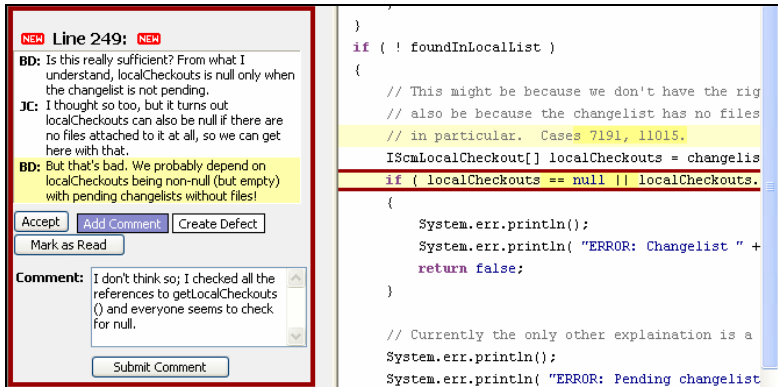 NEW Line 249: NEW
BD: Is this really sufficient? From what I
understand, localCheckouts is null only when
the changelist is not pending.
JC: I thought so too, but it turns out
localCheckouts can also be null if there are
no files attached to it at all, so we can get
here with that.
BD: But that's bad. We probably depend on
localCheckouts being non-null (but empty)
with pending changelists without files!
Accept Add Comment Create Defect
Mark as Read
Comment: I don't think so; I checked all the
references to getLocalCheckouts
() and everyone seems to check
for null.
Submit Comment
}
if ( ! foundInLocalList )
{
// This might be because we don't have the rig
// also be because the changelist has no files
// in particular. Cases 7191, 11015.
IScmLocalCheckout[] localCheckouts = changelis
if ( localCheckouts == null || localCheckouts.
{
System.err.println();
System.err.println( "ERROR: Changelist " +
return false;
}
// Currently the only other explaination is a
System.err.println();
System.err.println( "ERROR: Pending changelist